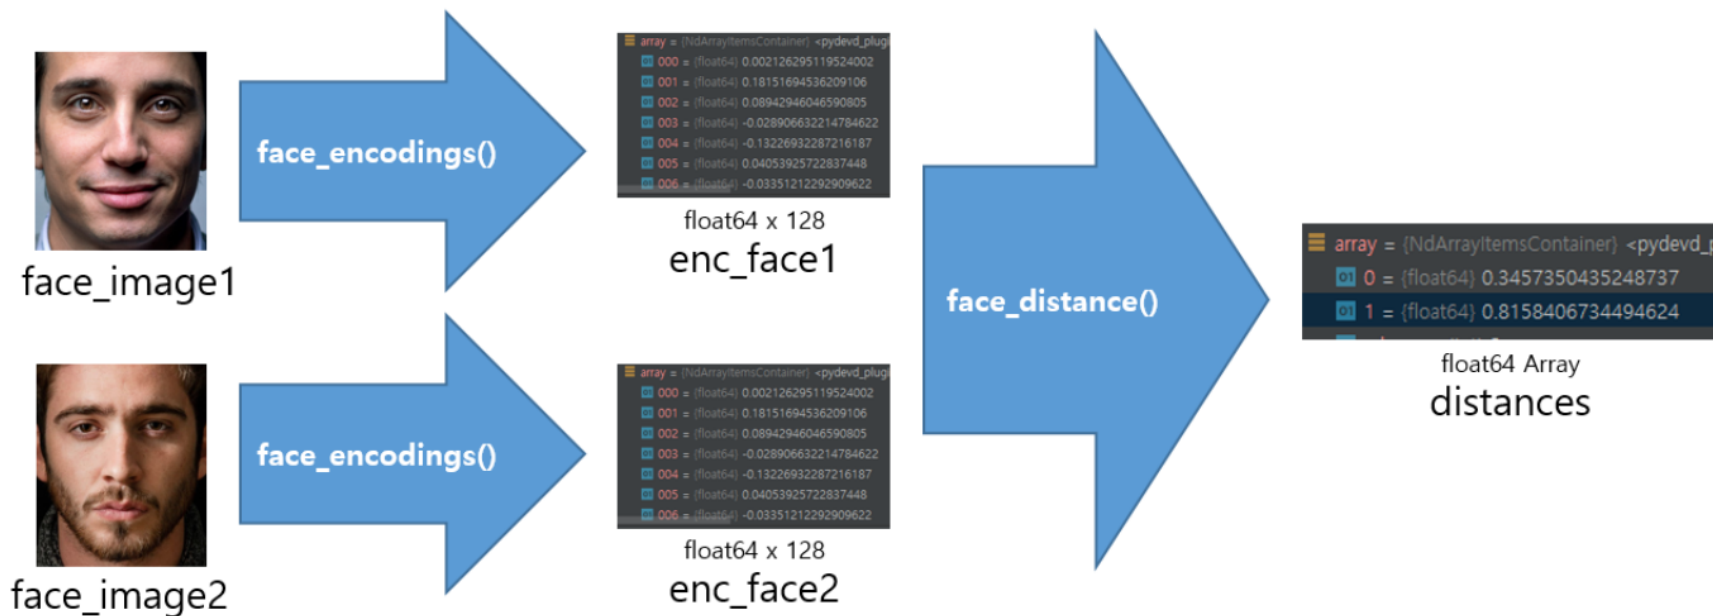 face_image1
face_encodings()
array = {NdArrayItemsContainer} <pydevd_plugi
000 = {float64} 0.002126295119524002
001 = {float64} 0.18151694536209106
002 = {float64} 0.08942946046590805
003 = {float64} -0.028906632214784622
004 = {float64} -0.13226932287216187
005 = {float64} 0.04053925722837448
006 = {float64} -0.03351212292909622
float64 x 128
enc_face1
face_image2
face_encodings()
array = {NdArrayItemsContainer} <pydevd_plugi
000 = {float64} 0.002126295119524002
001 = {float64} 0.18151694536209106
002 = {float64} 0.08942946046590805
003 = {float64} -0.028906632214784622
004 = {float64} -0.13226932287216187
005 = {float64} 0.04053925722837448
006 = {float64} -0.03351212292909622
float64 x 128
enc_face2
face_distance()
array = {NdArrayItemsContainer} <pydevd_p
0 = {float64} 0.3457350435248737
1 = {float64} 0.8158406734494624
float64 Array
distances